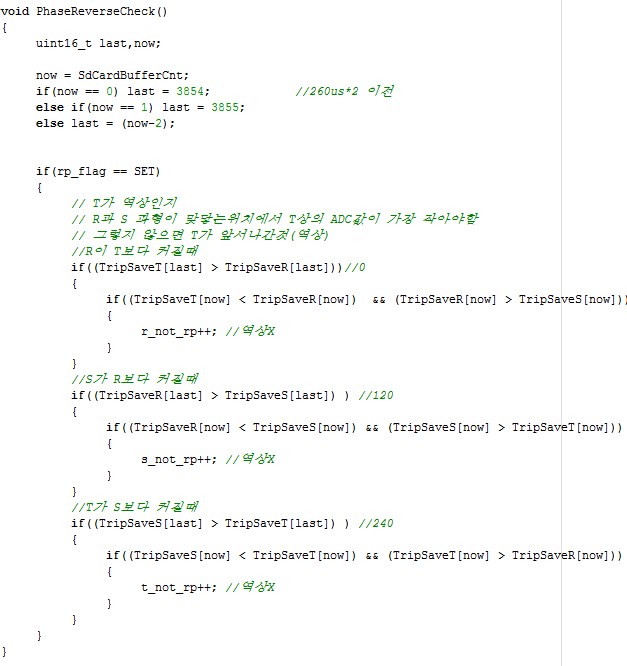 void PhaseReverseCheck()
{
uint16_t last,now;
now = SdCardBufferCnt;
if(now == 0) last = 3854; //260us*2 이전
else if(now == 1) last = 3855;
else last = (now-2);
if(rp_flag == SET)
{
// T가 역상인지
// R과 S 파형이 맞닿는위치에서 T상의 ADC값이 가장 작아야함
// 그렇지 않으면 T가 앞서나간것(역상)
//R이 T보다 커질때
if((TripSaveT[last] > TripSaveR[last]))//0
{
if((TripSaveT[now] < TripSaveR[now]) && (TripSaveR[now] > TripSaveS[now]))
{
r_not_rp++; //역상X
}
}
//S가 R보다 커질때
if((TripSaveR[last] > TripSaveS[last]) ) //120
{
if((TripSaveR[now] < TripSaveS[now]) && (TripSaveS[now] > TripSaveT[now]))
{
s_not_rp++; //역상X
}
}
//T가 S보다 커질때
if((TripSaveS[last] > TripSaveT[last]) ) //240
{
if((TripSaveS[now] < TripSaveT[now]) && (TripSaveT[now] > TripSaveR[now]))
{
t_not_rp++; //역상X
}
}
}
}